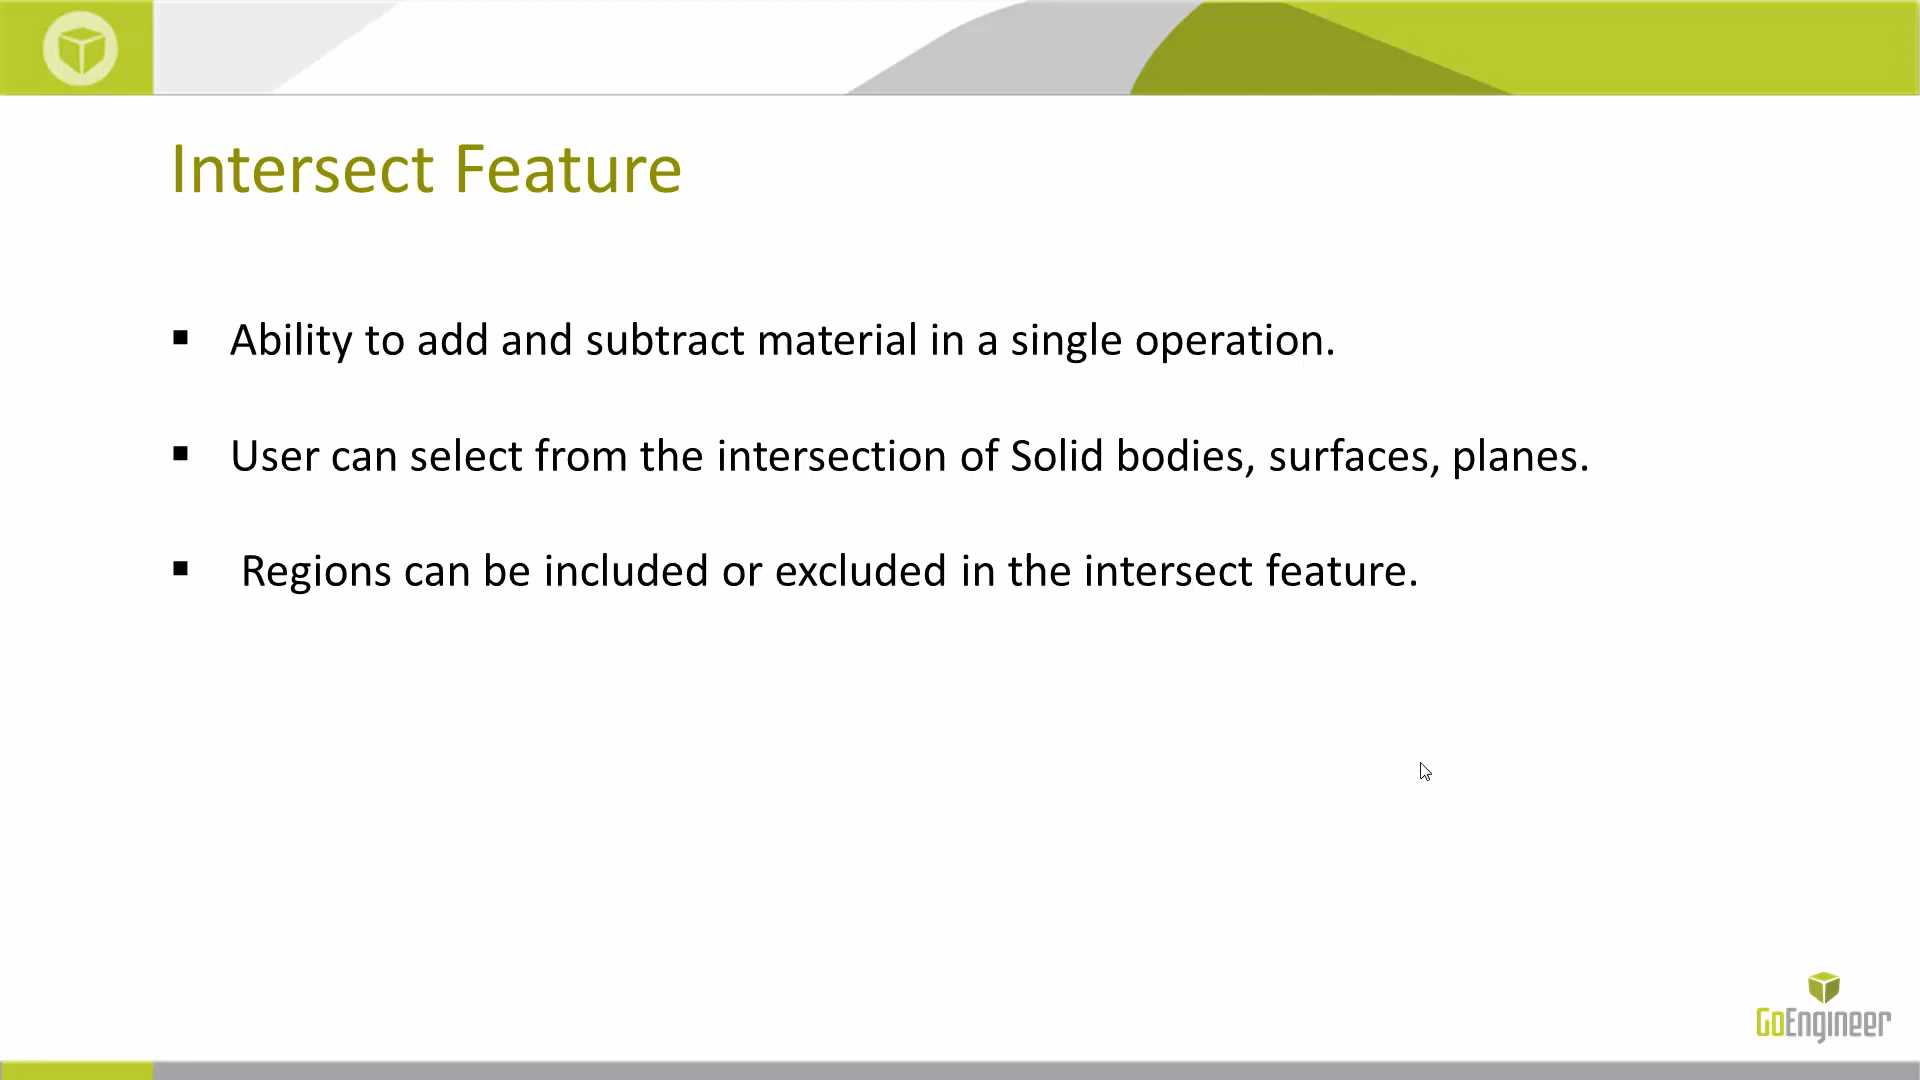 Intersect Feature
▪ Ability to add and subtract material in a single operation.
▪ User can select from the intersection of Solid bodies, surfaces, planes.
▪ Regions can be included or excluded in the intersect feature.
GoEngineer